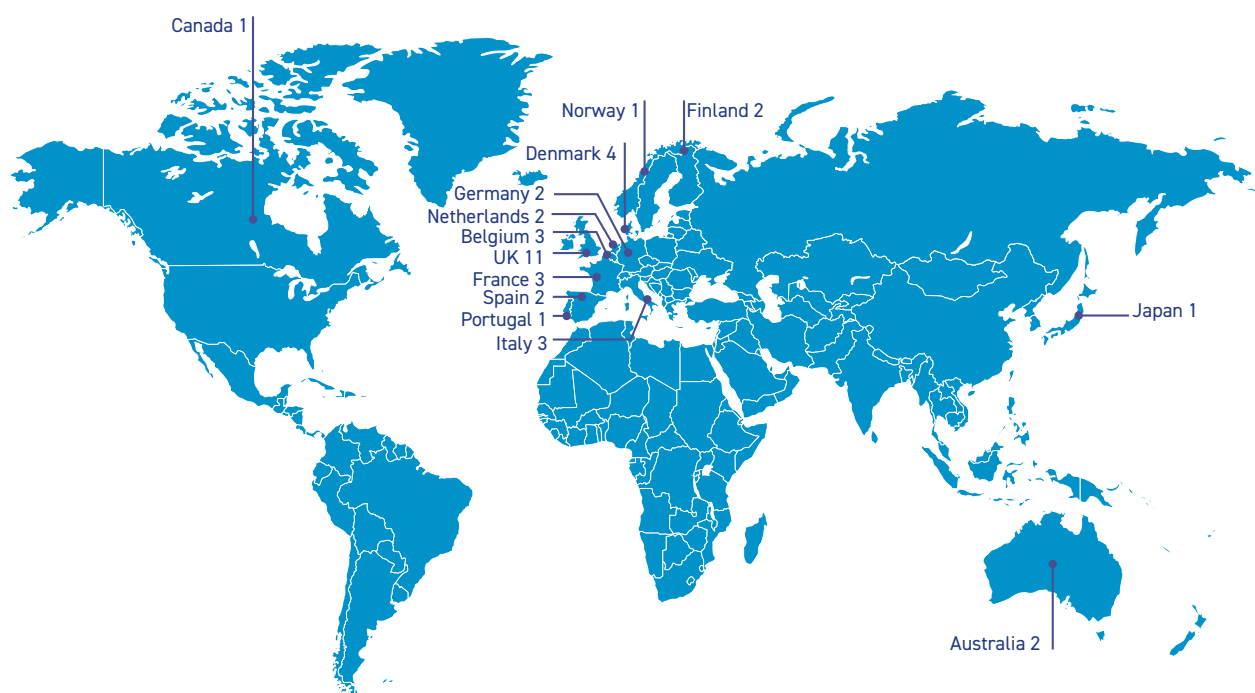 Canada 1
Norway 1
Finland 2
Denmark 4
Germany 2
Netherlands 2
Belgium 3
UK 11
France 3
Spain 2
Portugal 1
Italy 3
Japan 1
Australia 2